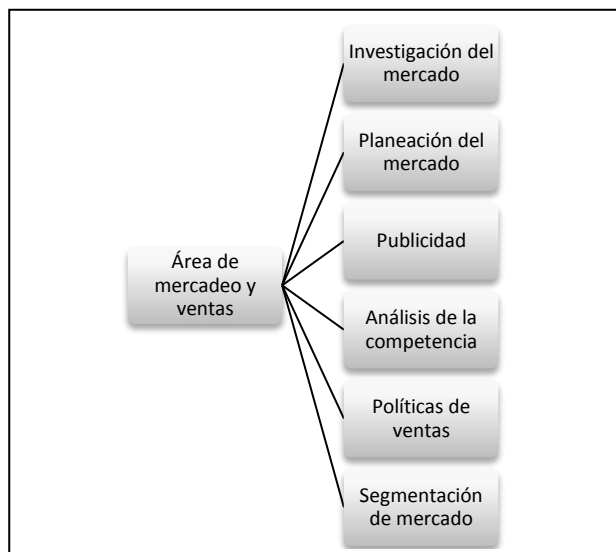 Investigación del
mercado
Planeación del
mercado
Publicidad
Área de
mercadeo y
ventas
Análisis de la
competencia
Políticas de
ventas
Segmentación
de mercado